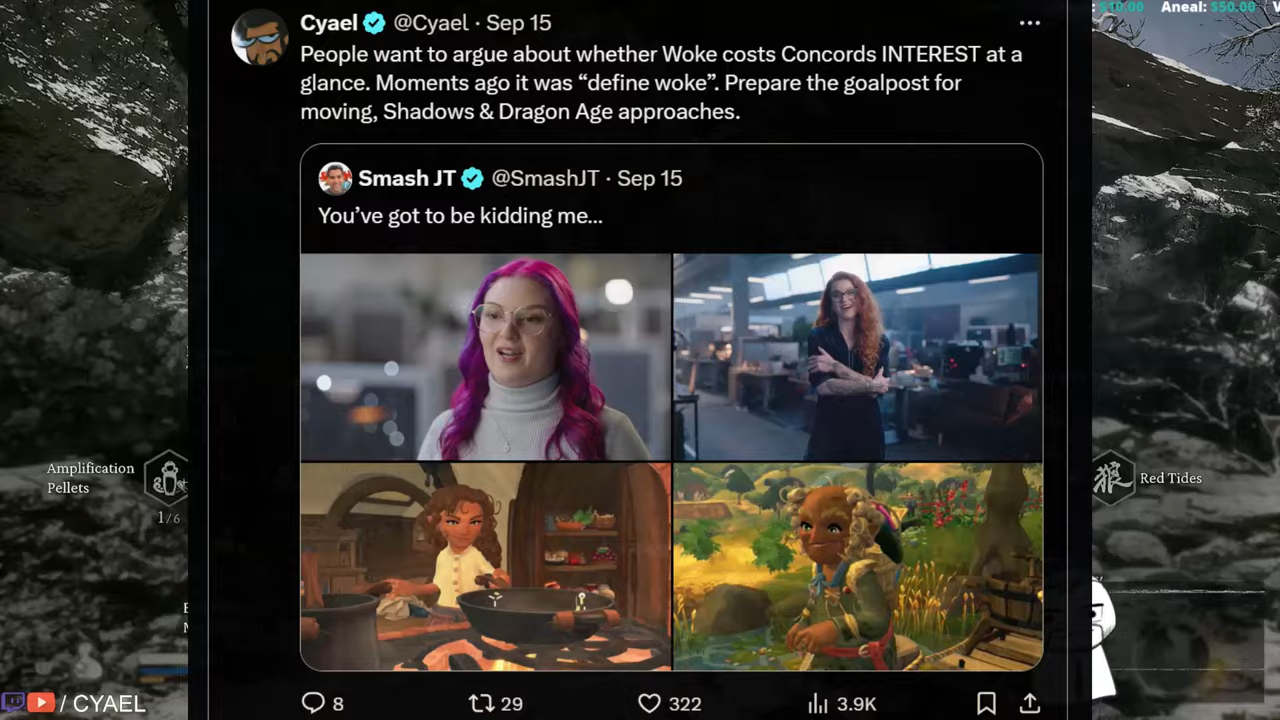 : $10.00 Aneal: $50.00
Cyael @Cyael · Sep 15
People want to argue about whether Woke costs Concords INTEREST at a
glance. Moments ago it was “define woke”. Prepare the goalpost for
moving, Shadows & Dragon Age approaches.
Smash JT @SmashJT · Sep 15
You’ve got to be kidding me...
Amplification
Pellets
1/6
狼
Red Tides
8 29 322 3.9K
/ CYAEL